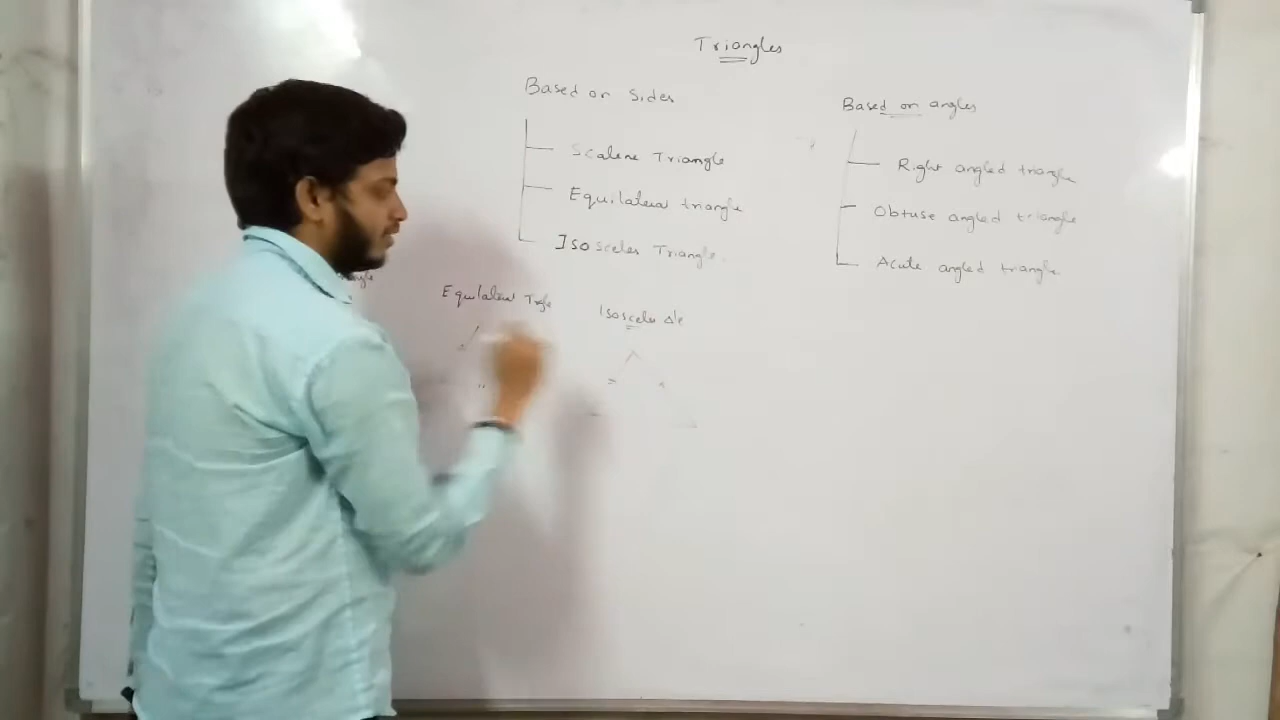 Triangles
Based on Sides
Scalene Triangle
Equilateral triangle
Isosceles Triangle.
Based on angles
Right angled triangle
Obtuse angled triangle
Acute angled triangle
Equilateral
Isosceles Δle